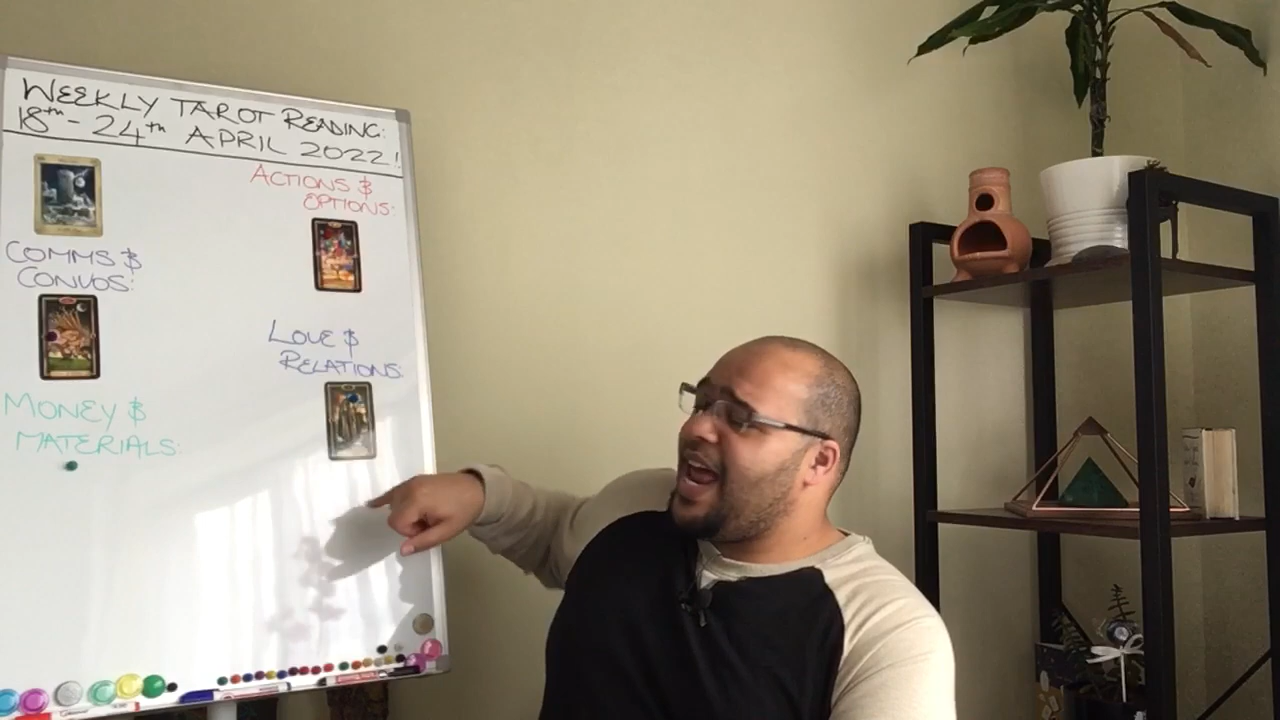 WEEKLY TAROT READING:
18th - 24th APRIL 2022!
ACTIONS &
OPTIONS:
COMMS &
CONVOS:
LOVE &
RELATIONS:
MONEY &
MATERIALS: